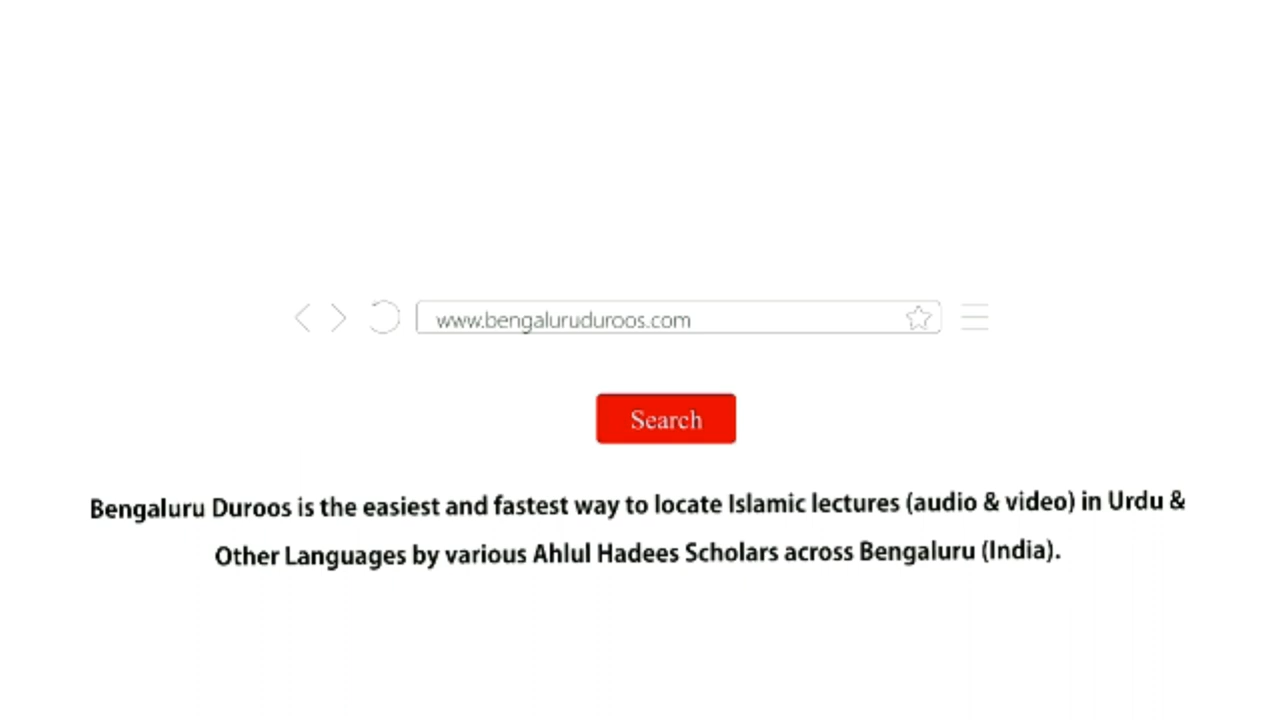 www.bengaluruduroos.com
Search
Bengaluru Duroos is the easiest and fastest way to locate Islamic lectures (audio & video) in Urdu &
Other Languages by various Ahlul Hadees Scholars across Bengaluru (India).